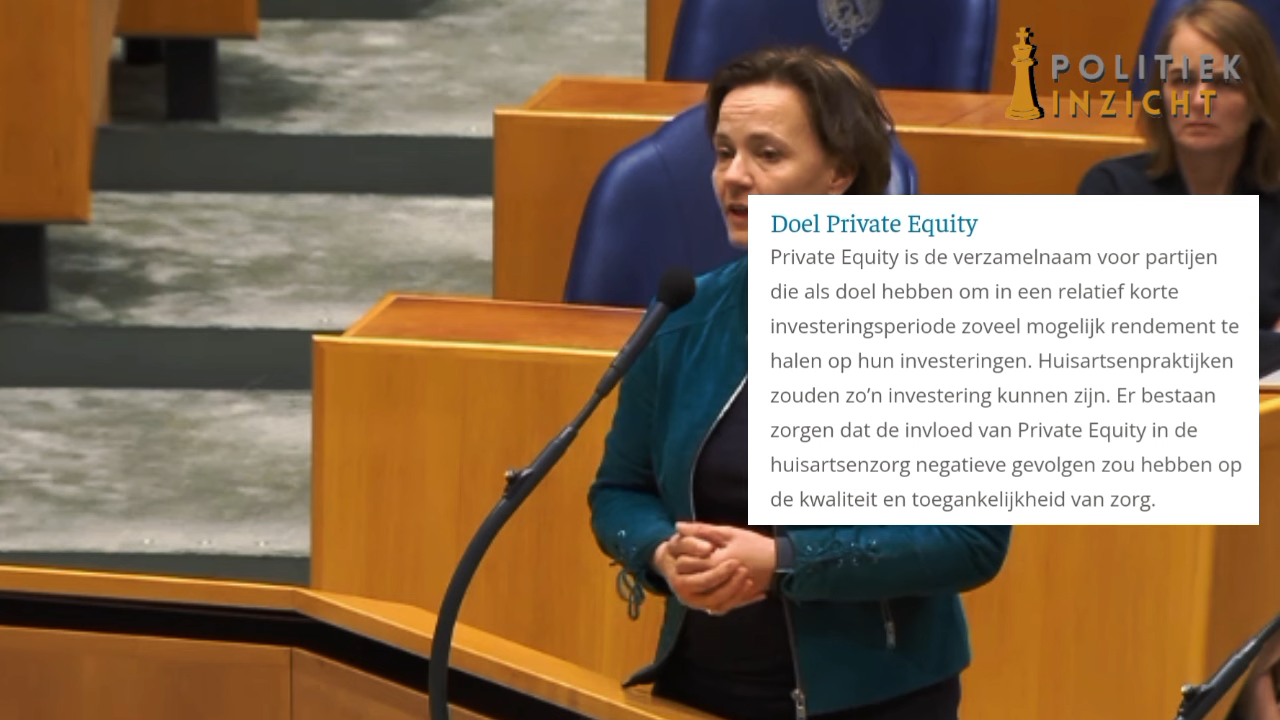 POLITIEK
INZICHT
Doel Private Equity
Private Equity is de verzamelnaam voor partijen
die als doel hebben om in een relatief korte
investeringsperiode zoveel mogelijk rendement te
halen op hun investeringen. Huisartsenpraktijken
zouden zo’n investering kunnen zijn. Er bestaan
zorgen dat de invloed van Private Equity in de
huisartsenzorg negatieve gevolgen zou hebben op
de kwaliteit en toegankelijkheid van zorg.